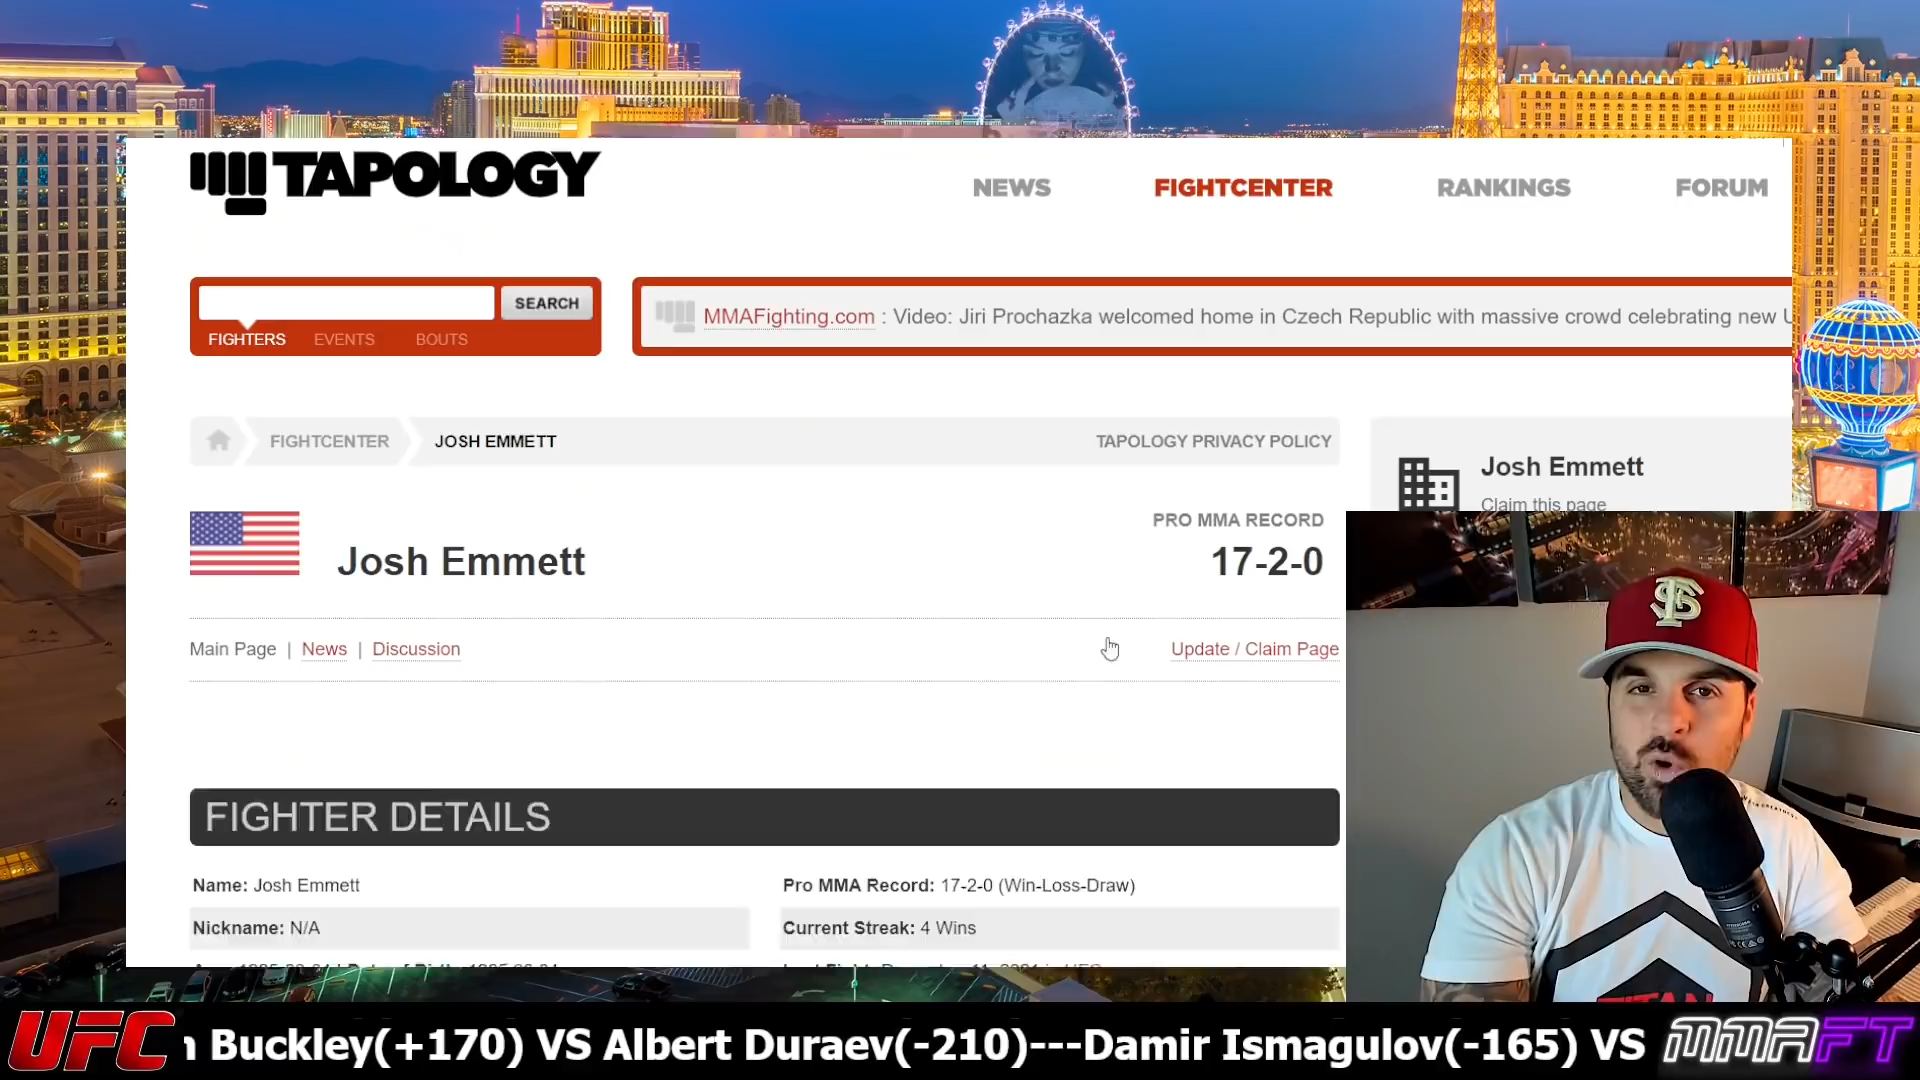 TAPOLOGY
NEWS
FIGHTCENTER
RANKINGS
FORUM
SEARCH
FIGHTERS
EVENTS
BOUTS
MMAFighting.com : Video: Jiri Prochazka welcomed home in Czech Republic with massive crowd celebrating new U
FIGHTCENTER
JOSH EMMETT
TAPOLOGY PRIVACY POLICY
Josh Emmett
Claim this page
PRO MMA RECORD
Josh Emmett
17-2-0
Main Page | News | Discussion
Update / Claim Page
FIGHTER DETAILS
Name: Josh Emmett
Pro MMA Record: 17-2-0 (Win-Loss-Draw)
Nickname: N/A
Current Streak: 4 Wins
TITAN
UFC
n Buckley(+170) VS Albert Duraev(-210)---Damir Ismagulov(-165) VS
MMAFT